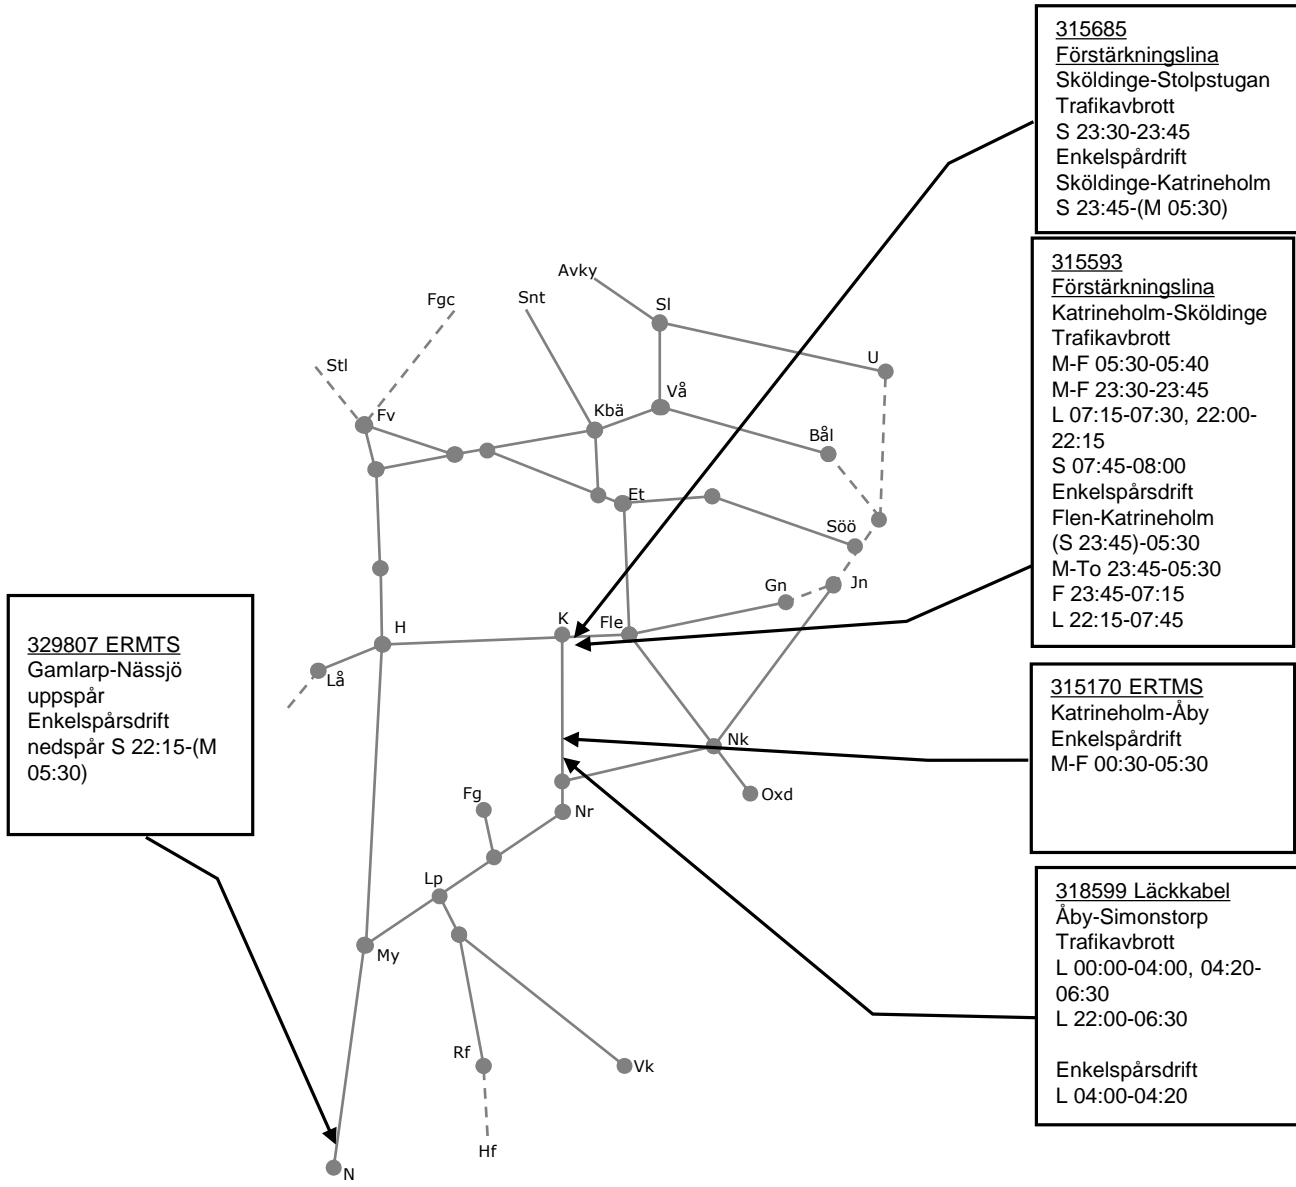 315685
Förstärkningslina
Sköldinge-Stolpstugan
Trafikavbrott
S 23:30-23:45
Enkelspårdrift
Sköldinge-Katrineholm
S 23:45-(M 05:30)
315593
Förstärkningslina
Katrineholm-Sköldinge
Trafikavbrott
M-F 05:30-05:40
M-F 23:30-23:45
L 07:15-07:30, 22:00-
22:15
S 07:45-08:00
Enkelspårsdrift
Flen-Katrineholm
(S 23:45)-05:30
M-To 23:45-05:30
F 23:45-07:15
L 22:15-07:45
315170 ERTMS
Katrineholm-Åby
Enkelspårdrift
M-F 00:30-05:30
318599 Läckkabel
Åby-Simonstorp
Trafikavbrott
L 00:00-04:00, 04:20-
06:30
L 22:00-06:30
Enkelspårsdrift
L 04:00-04:20
329807 ERMTS
Gamlarp-Nässjö
uppspår
Enkelspårsdrift
nedspår S 22:15-(M
05:30)
Avky
Fgc
Snt
Sl
Stl
U
Vå
Fv
Kbä
Bål
Et
Söö
Gn
Jn
K
Fle
H
Lå
Nk
Oxd
Fg
Nr
Lp
My
Rf
Vk
Hf
N